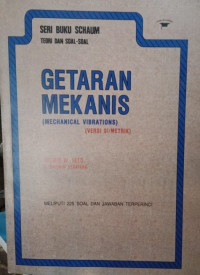 SERI BUKU SCHAUM
TEORI DAN SOAL-SOAL
GETARAN
MEKANIS
(MECHANICAL VIBRATIONS)
(VERSI SI-METRIK)
MELIPUTI 225 SOAL DAN JAWABAN TERPERINCI